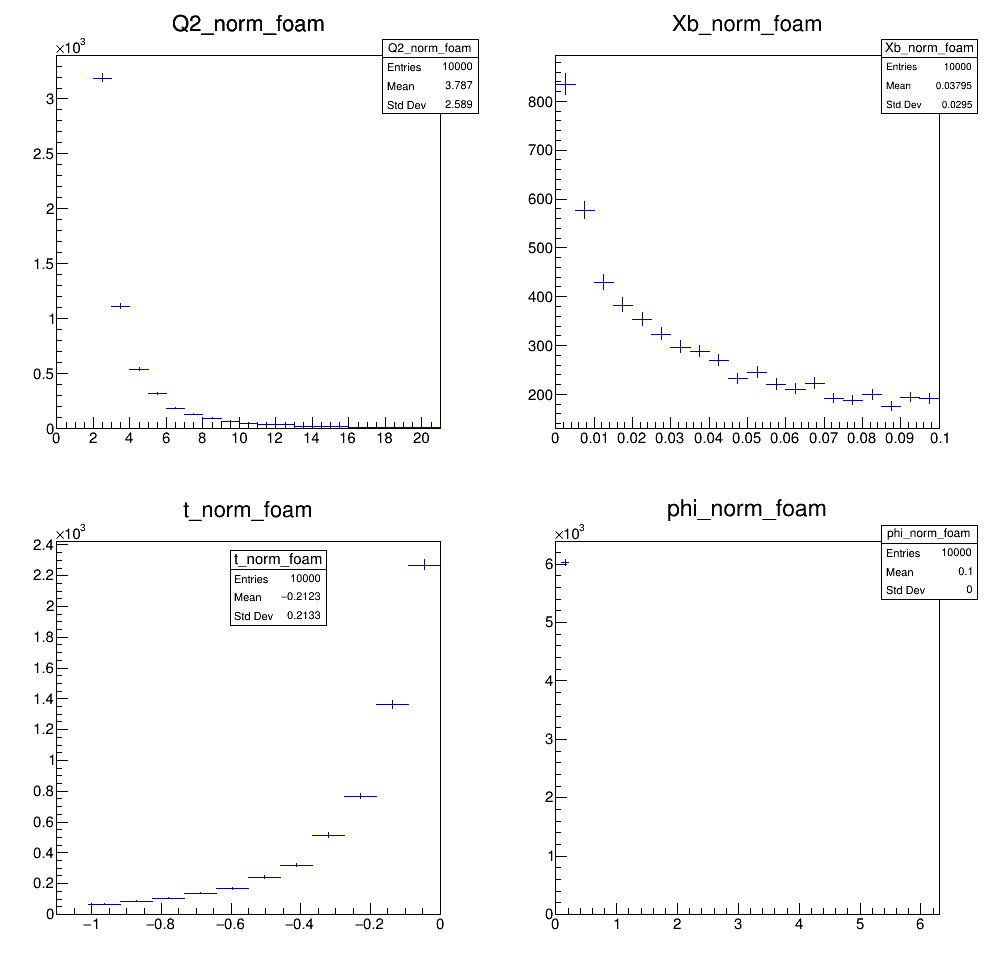 Q2_norm_foam
×10³
Q2_norm_foam
Entries 10000
Mean 3.787
Std Dev 2.589
3
2.5
2
1.5
1
0.5
0
0 2 4 6 8 10 12 14 16 18 20
Xb_norm_foam
Xb_norm_foam
Entries 10000
Mean 0.03795
Std Dev 0.0295
800
700
600
500
400
300
200
0 0.01 0.02 0.03 0.04 0.05 0.06 0.07 0.08 0.09 0.1
t_norm_foam
×10³
t_norm_foam
Entries 10000
Mean −0.2123
Std Dev 0.2133
2.4
2.2
2
1.8
1.6
1.4
1.2
1
0.8
0.6
0.4
0.2
0
−1 −0.8 −0.6 −0.4 −0.2 0
phi_norm_foam
×10³
phi_norm_foam
Entries 10000
Mean 0.1
Std Dev 0
6
5
4
3
2
1
0
0 1 2 3 4 5 6